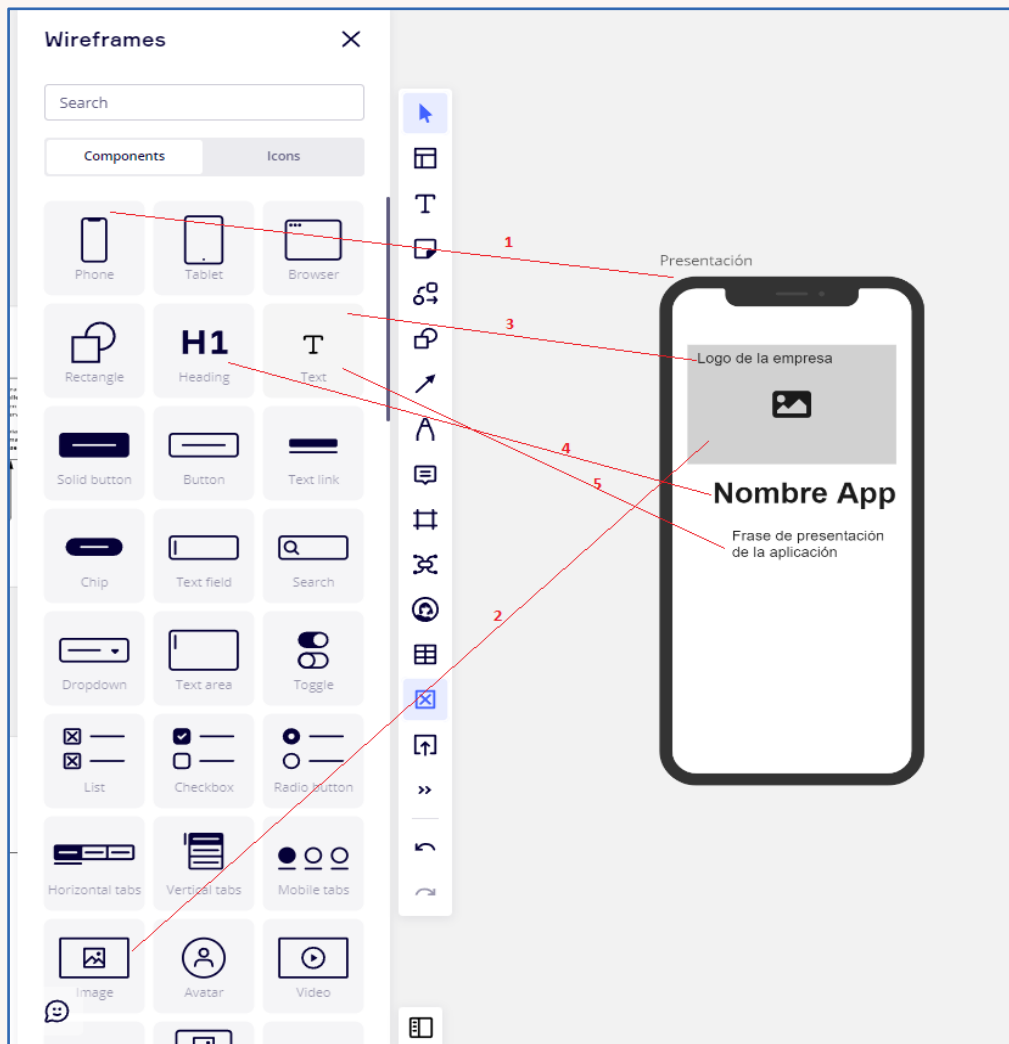 Wireframes
Search
Components
Icons
Phone
Tablet
Browser
Rectangle
H1
Heading
T
Text
Solid button
Button
Text link
Chip
Text field
Search
Dropdown
Text area
Toggle
List
Checkbox
Radio button
Horizontal tabs
Vertical tabs
Mobile tabs
Image
Avatar
Video
T
1
3
4
5
2
Presentación
Logo de la empresa
Nombre App
Frase de presentación
de la aplicación